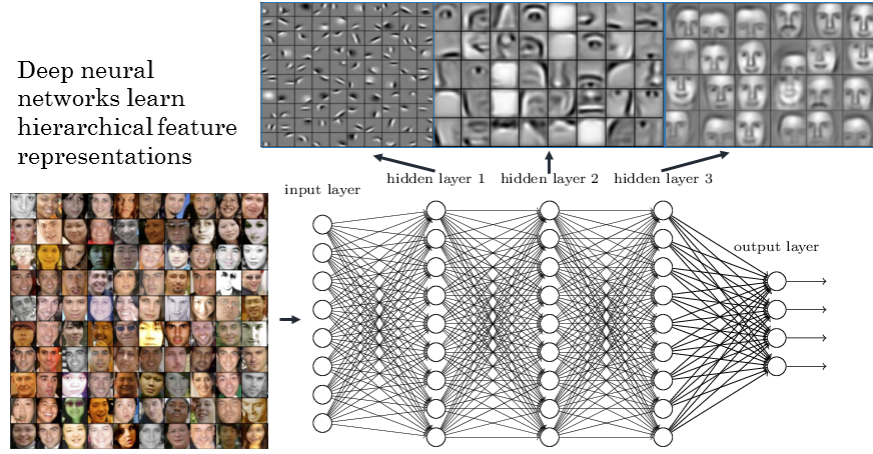 Deep neural
networks learn
hierarchical feature
representations
hidden layer 1 hidden layer 2 hidden layer 3
input layer
output layer